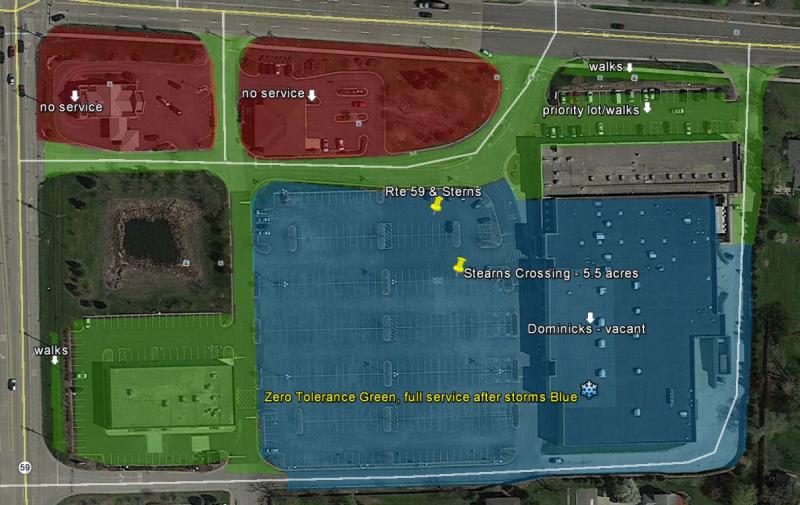 walks
no service
no service
priority lot/walks
Rte 59 & Sterns
Stearns Crossing - 5.5 acres
Dominicks - vacant
walks
Zero Tolerance Green, full service after storms Blue
59